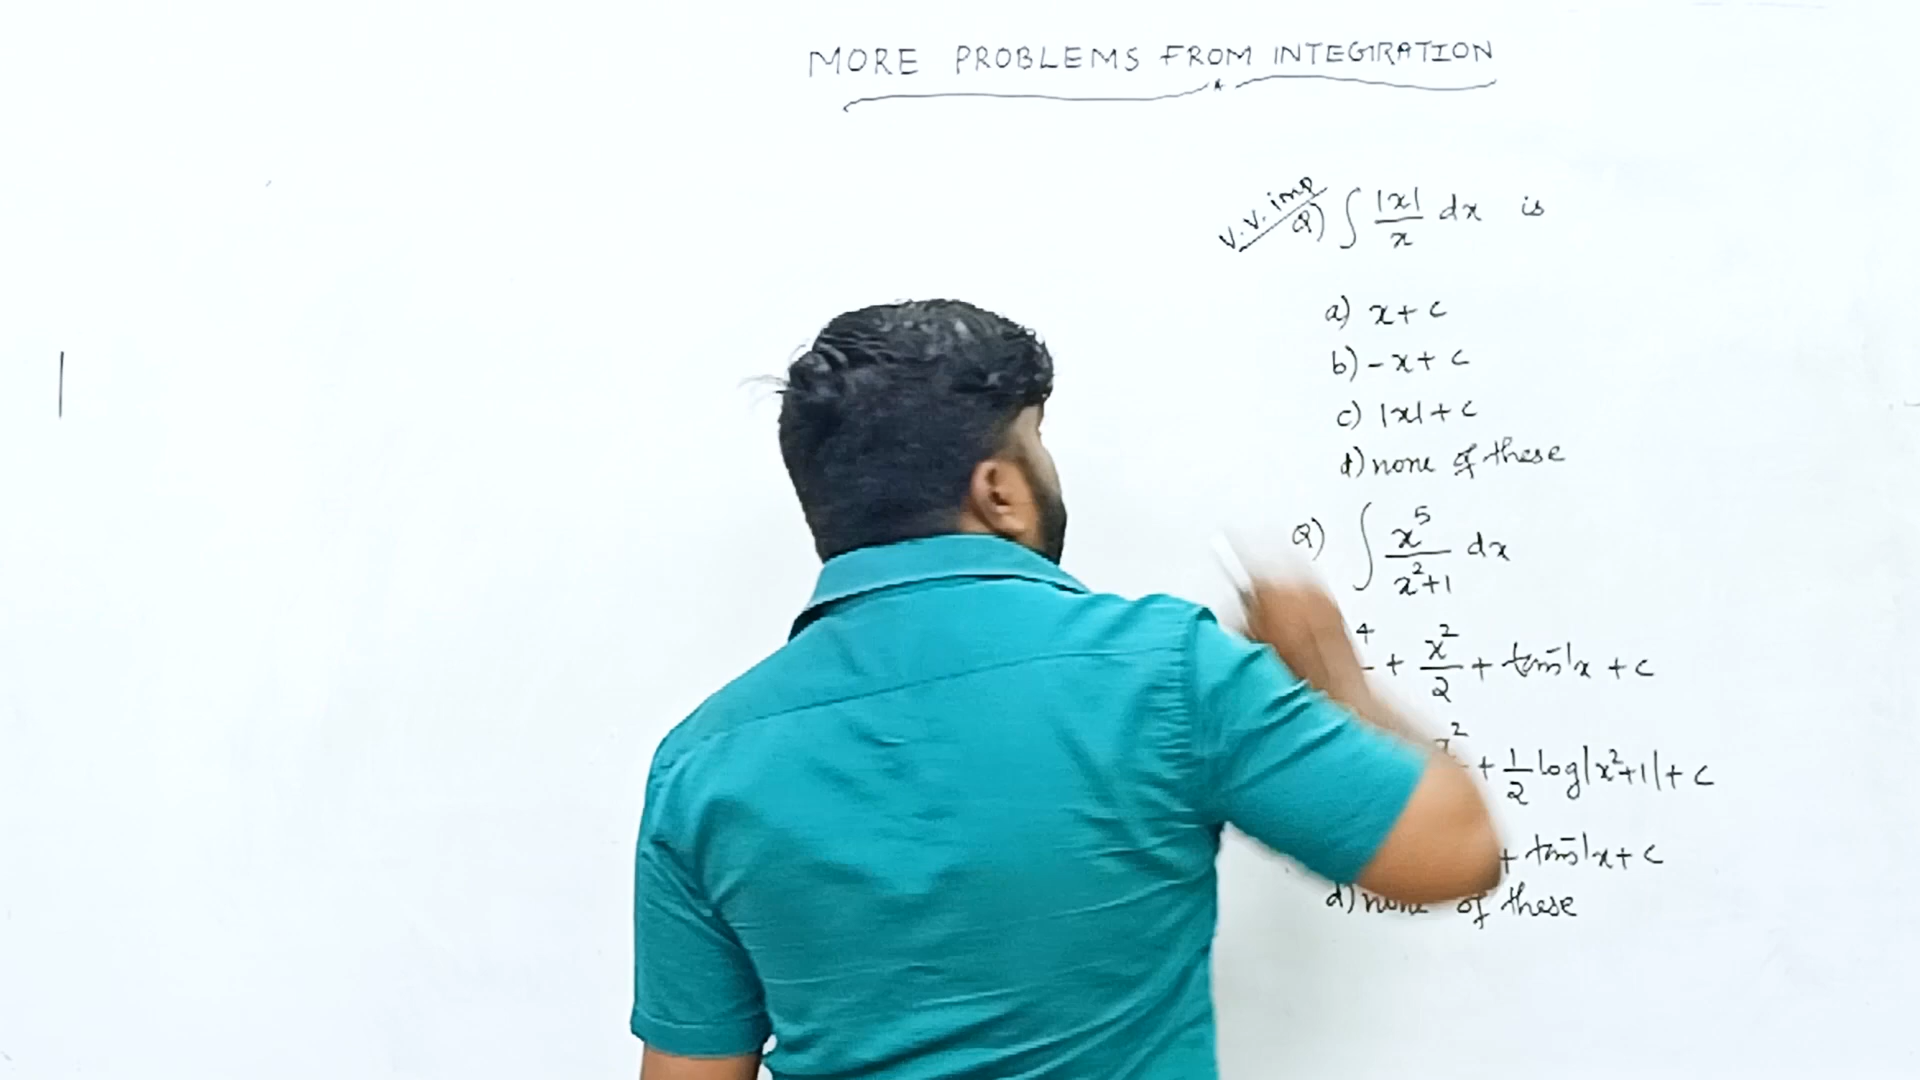 MORE PROBLEMS FROM INTEGRATION
V.V. imp
Q) ∫ |x|/x dx is
a) x + c
b) - x + c
c) |x| + c
d) none of these
Q) ∫ x⁵/(x²+1) dx
4 + x²/2 + tan⁻¹x + c
x² + 1/2 log|x²+1| + c
+ tan⁻¹x + c
d) none of these